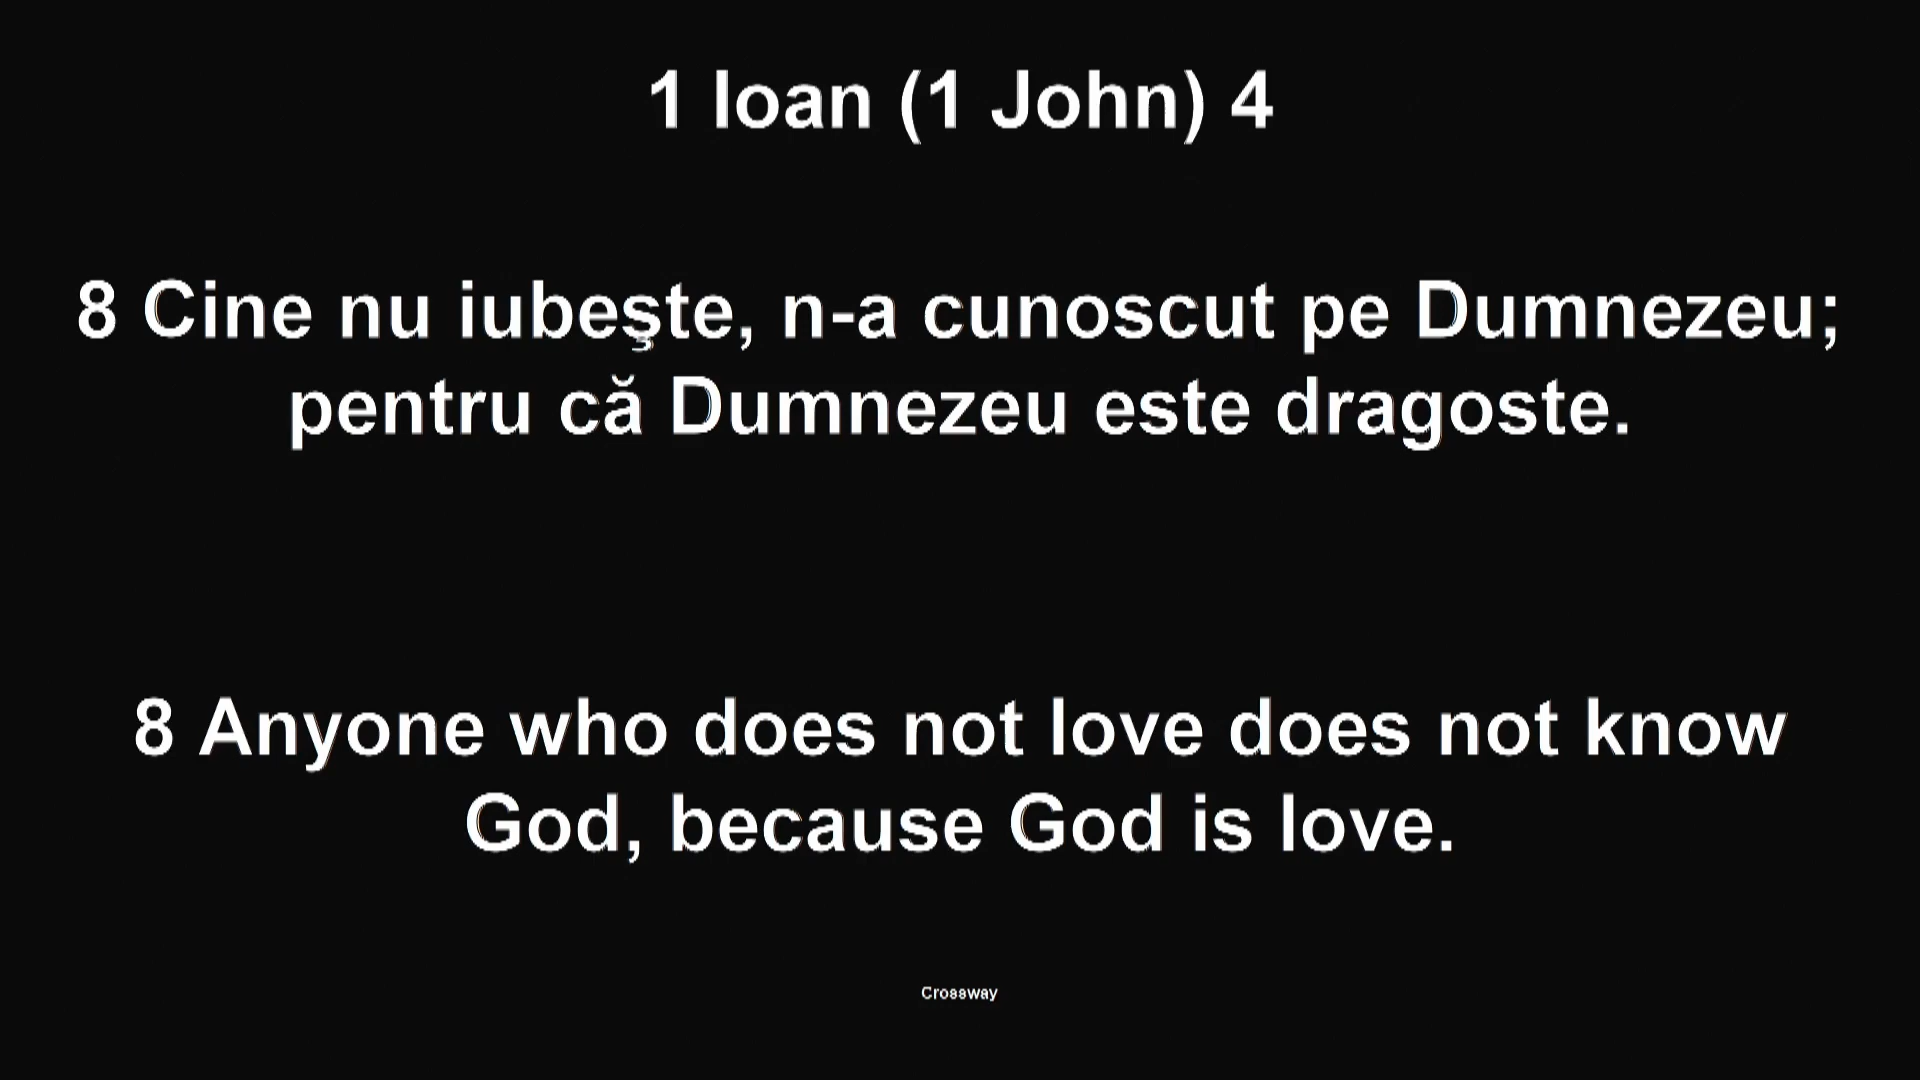 1 Ioan (1 John) 4
8 Cine nu iubeşte, n-a cunoscut pe Dumnezeu;
pentru că Dumnezeu este dragoste.
8 Anyone who does not love does not know
God, because God is love.
Crossway